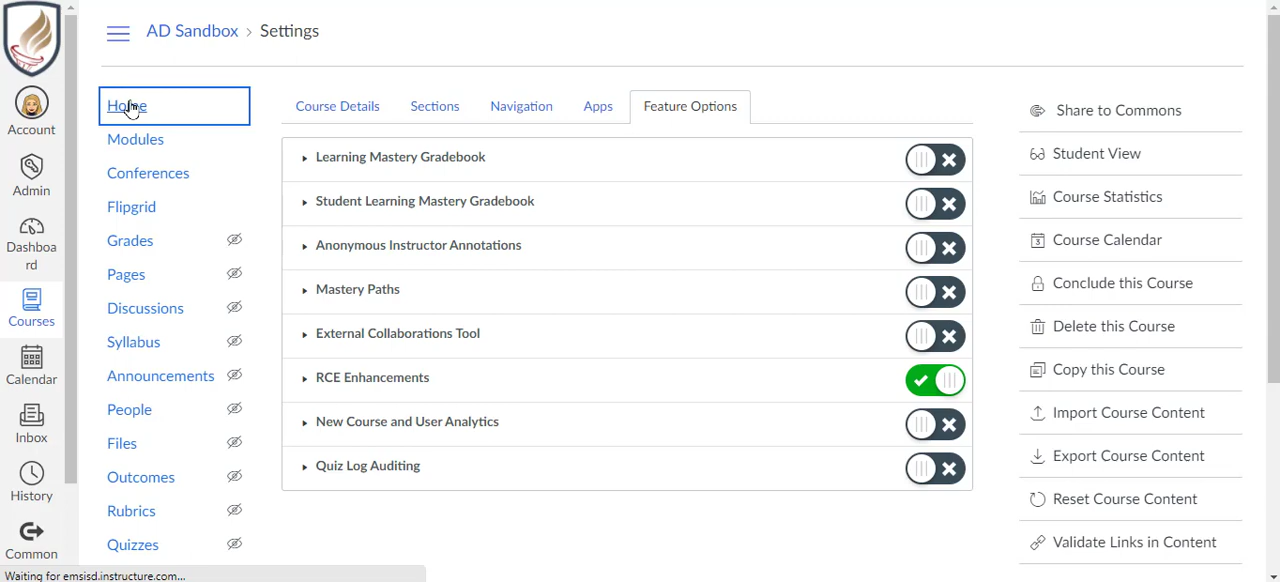 AD Sandbox › Settings
Account
Admin
Dashboa
rd
Courses
Calendar
Inbox
History
Common
Home
Modules
Conferences
Flipgrid
Grades
Pages
Discussions
Syllabus
Announcements
People
Files
Outcomes
Rubrics
Quizzes
Course Details
Sections
Navigation
Apps
Feature Options
Learning Mastery Gradebook
Student Learning Mastery Gradebook
Anonymous Instructor Annotations
Mastery Paths
External Collaborations Tool
RCE Enhancements
New Course and User Analytics
Quiz Log Auditing
Share to Commons
Student View
Course Statistics
Course Calendar
Conclude this Course
Delete this Course
Copy this Course
Import Course Content
Export Course Content
Reset Course Content
Validate Links in Content
Waiting for emsisd.instructure.com...